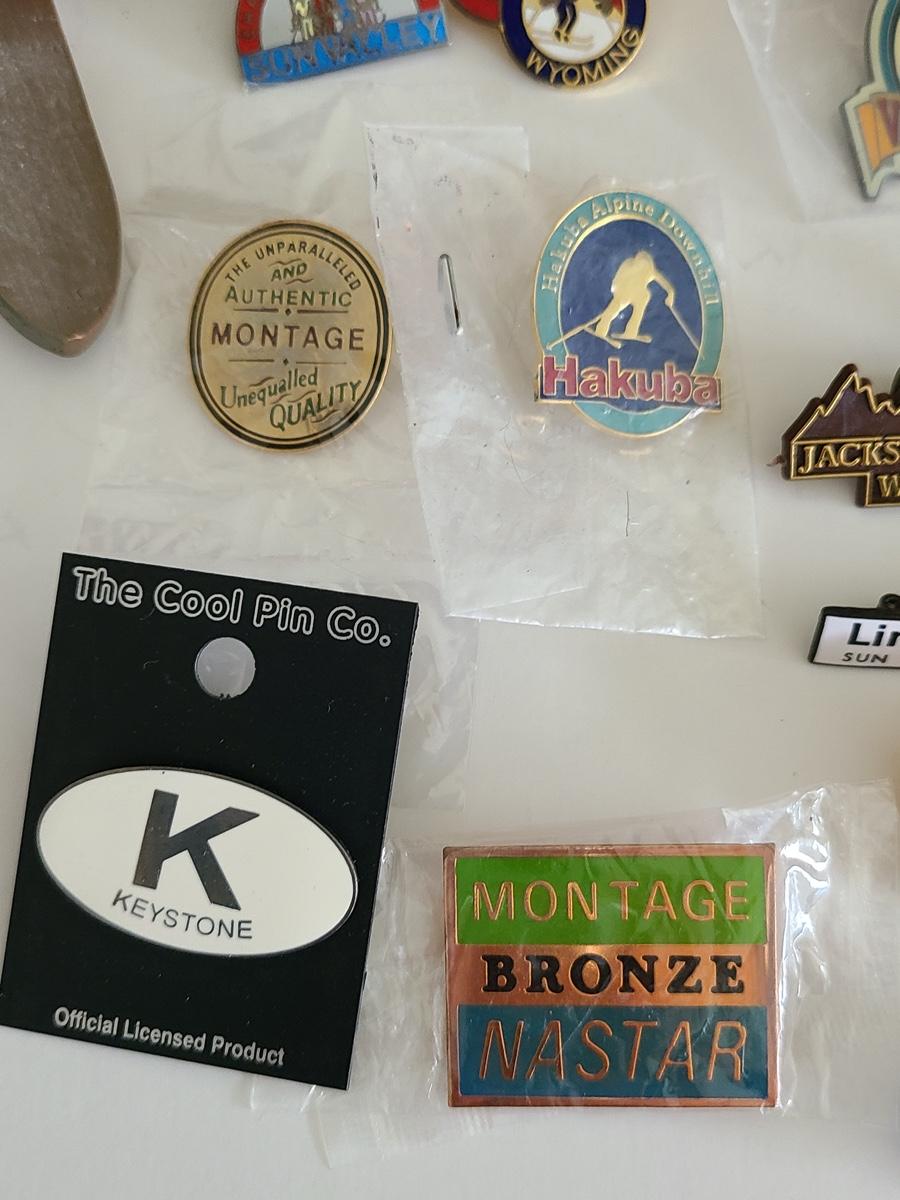 SUN VALLEY
WYOMING
THE UNPARALLELED
AND
AUTHENTIC
MONTAGE
Unequalled
QUALITY
Hakuba Alpine Downhill
Hakuba
JACKS
W
The Cool Pin Co.
K
KEYSTONE
Official Licensed Product
SUN
MONTAGE
BRONZE
NASTAR